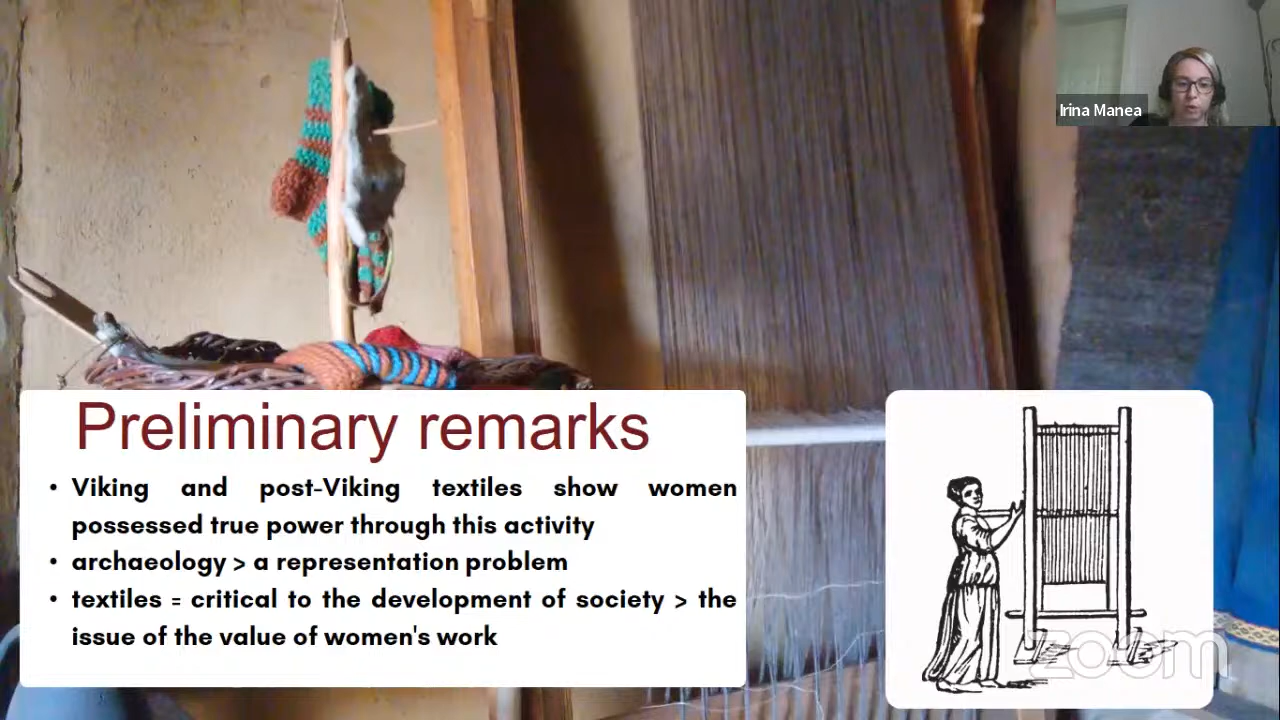 Irina Manea
Preliminary remarks
• Viking and post-Viking textiles show women
possessed true power through this activity
• archaeology > a representation problem
• textiles = critical to the development of society > the
issue of the value of women's work
zoom